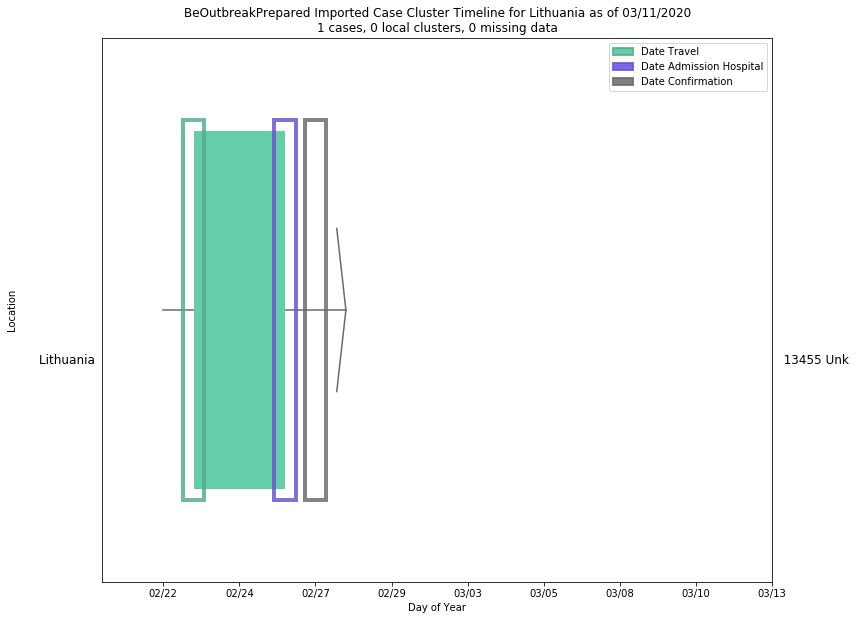 BeOutbreakPrepared Imported Case Cluster Timeline for Lithuania as of 03/11/2020
1 cases, 0 local clusters, 0 missing data
Date Travel
Date Admission Hospital
Date Confirmation
Location
Lithuania
13455 Unk
02/22 02/24 02/27 02/29 03/03 03/05 03/08 03/10 03/13
Day of Year